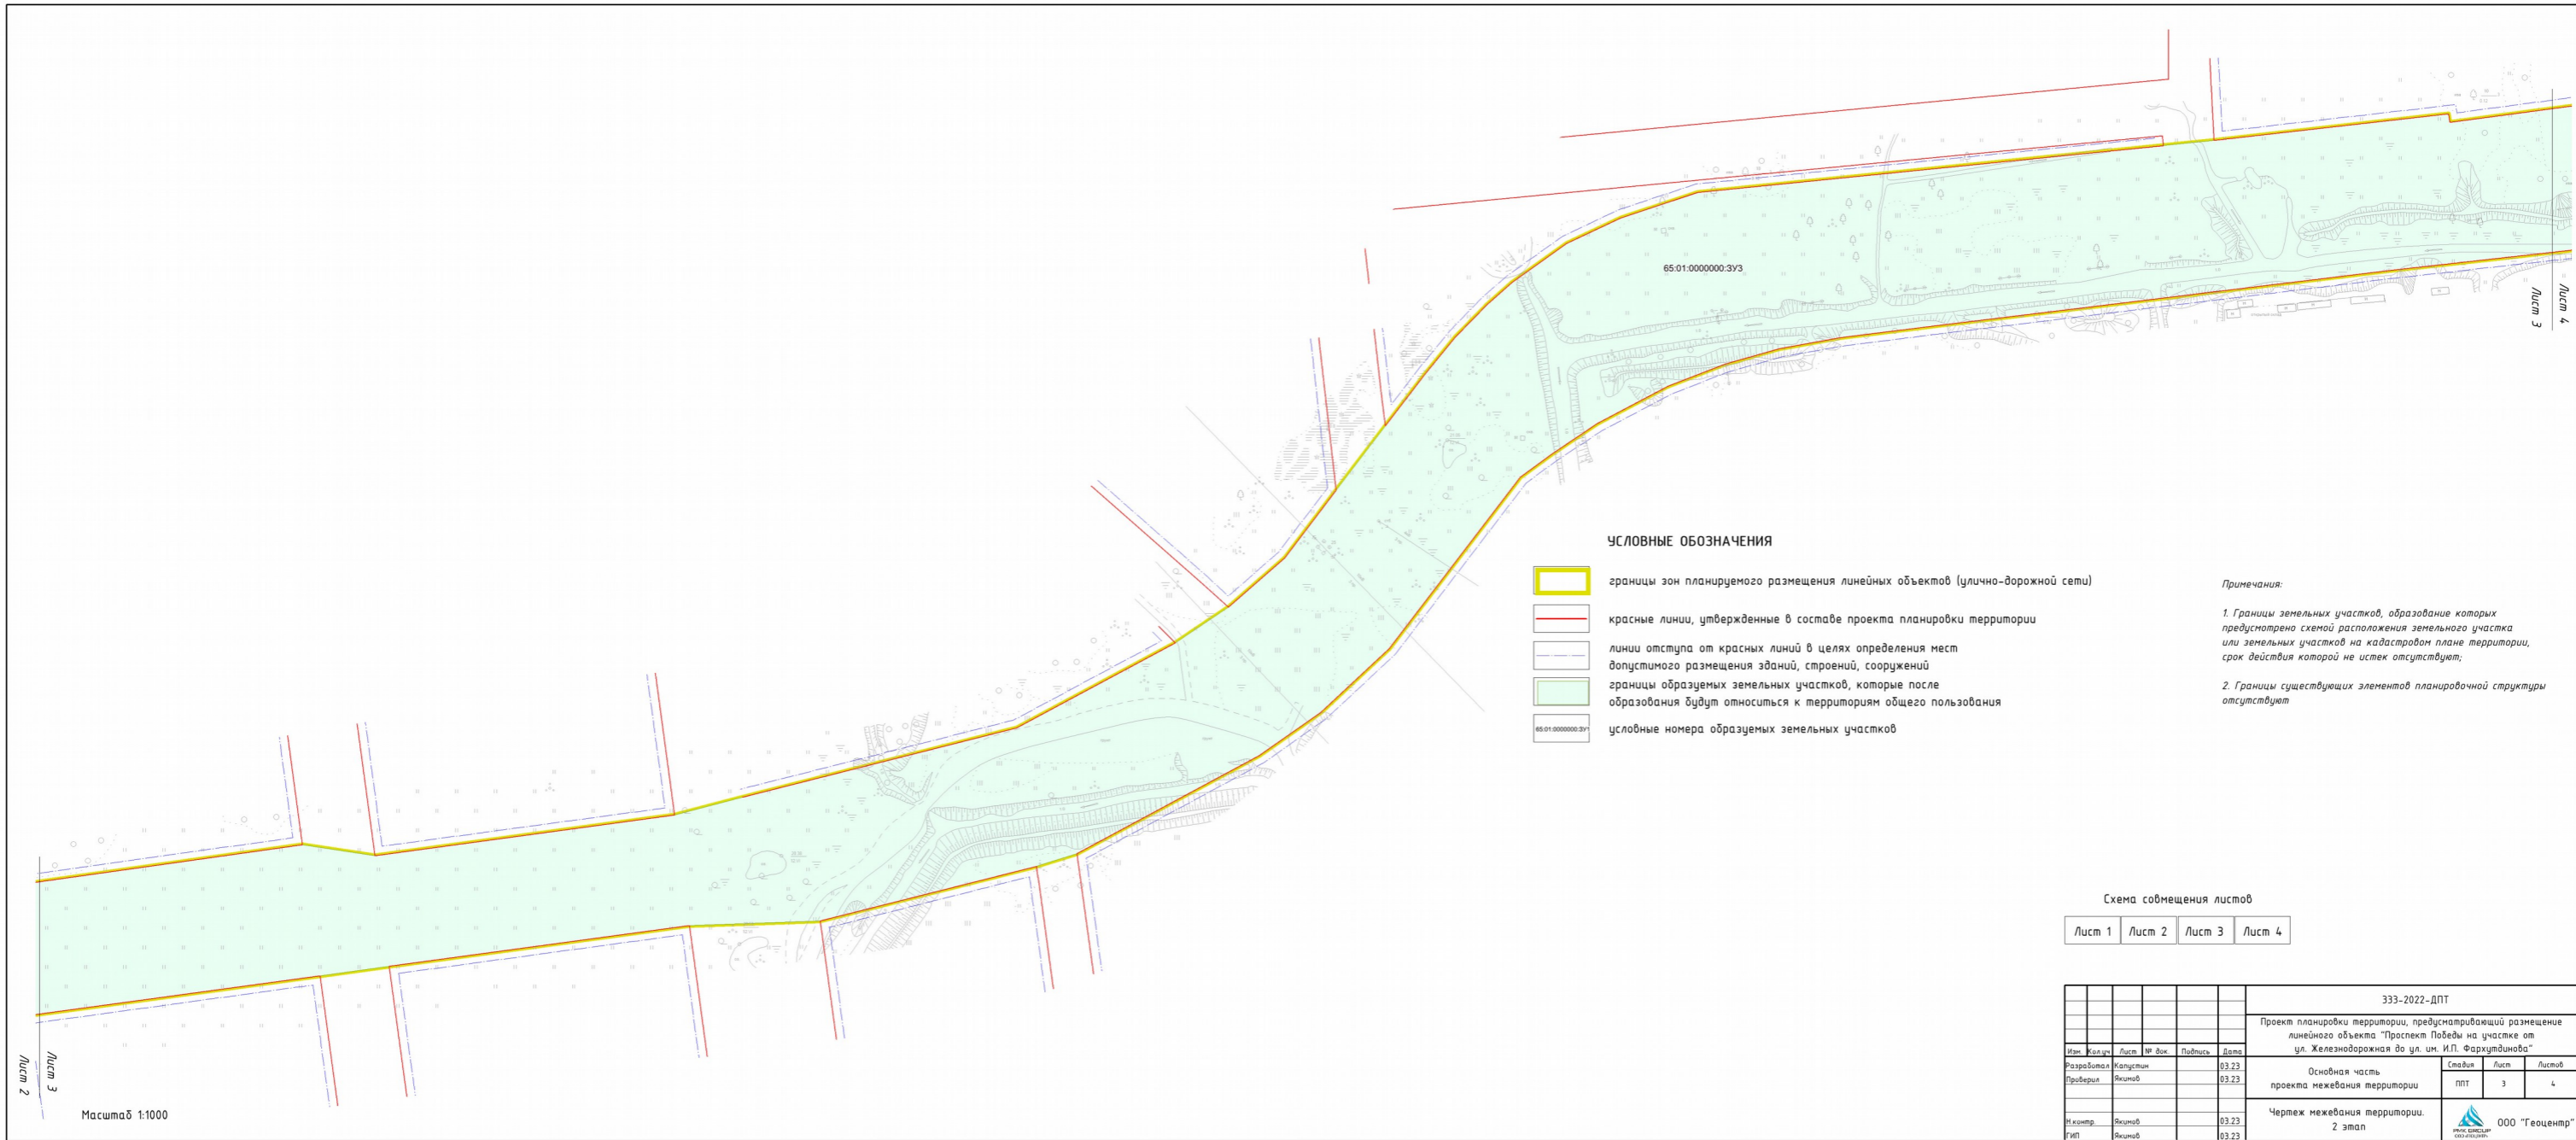 65:01:0000000:ЗУ3
Лист 3
Лист 4
УСЛОВНЫЕ ОБОЗНАЧЕНИЯ
границы зон планируемого размещения линейных объектов (улично-дорожной сети)
красные линии, утвержденные в составе проекта планировки территории
линии отступа от красных линий в целях определения мест
допустимого размещения зданий, строений, сооружений
границы образуемых земельных участков, которые после
образования будут относиться к территориям общего пользования
65:01:0000000:ЗУ1
условные номера образуемых земельных участков
Примечания:
1. Границы земельных участков, образование которых
предусмотрено схемой расположения земельного участка
или земельных участков на кадастровом плане территории,
срок действия которой не истек отсутствуют;
2. Границы существующих элементов планировочной структуры
отсутствуют
Схема совмещения листов
Лист 1 Лист 2 Лист 3 Лист 4
Лист 2
Лист 3
Масштаб 1:1000
333-2022-ДПТ
Проект планировки территории, предусматривающий размещение
линейного объекта "Проспект Победы на участке от
ул. Железнодорожная до ул. им. И.П. Фархутдинова"
Изм. Кол.уч Лист № док. Подпись Дата
Разработал Капустин 03.23
Проверил Якимов 03.23
Н.контр. Якимов 03.23
ГИП Якимов 03.23
Основная часть
проекта межевания территории
Стадия Лист Листов
ППТ 3 4
Чертеж межевания территории.
2 этап
PMK GROUP
ООО "Геоцентр"